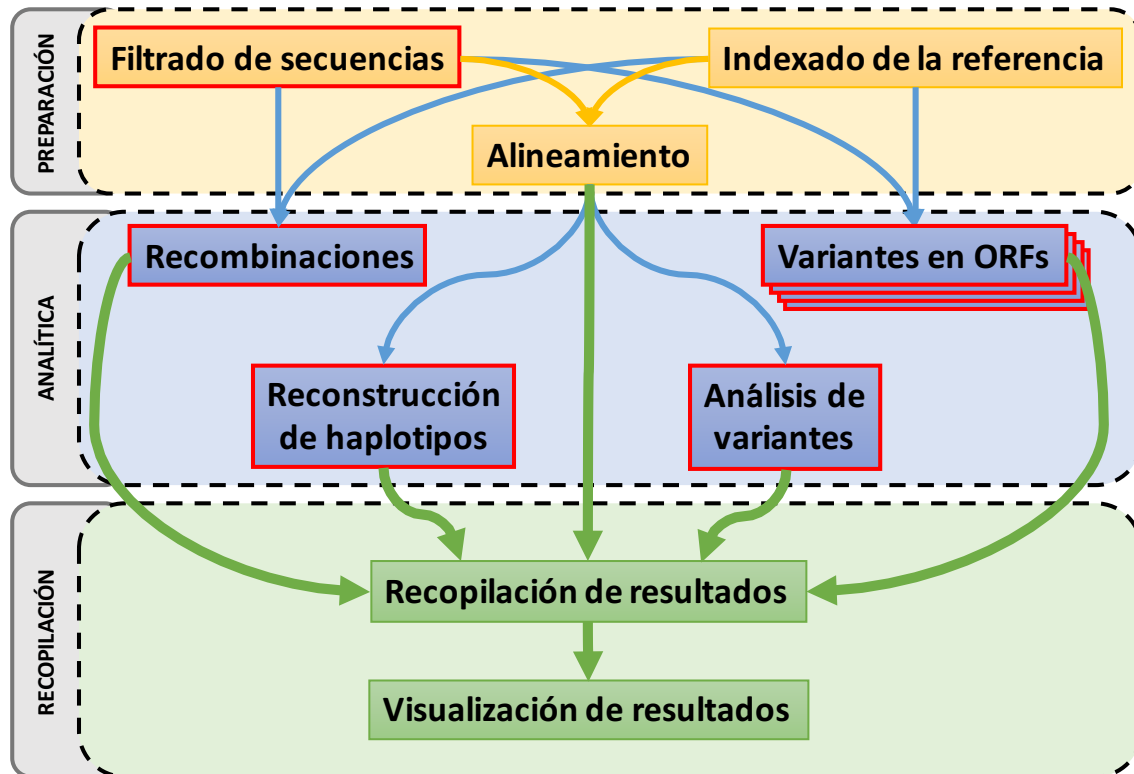 PREPARACIÓN
Filtrado de secuencias
Indexado de la referencia
Alineamiento
ANALÍTICA
Recombinaciones
Variantes en ORFs
Reconstrucción
de haplotipos
Análisis de
variantes
RECOPILACIÓN
Recopilación de resultados
Visualización de resultados